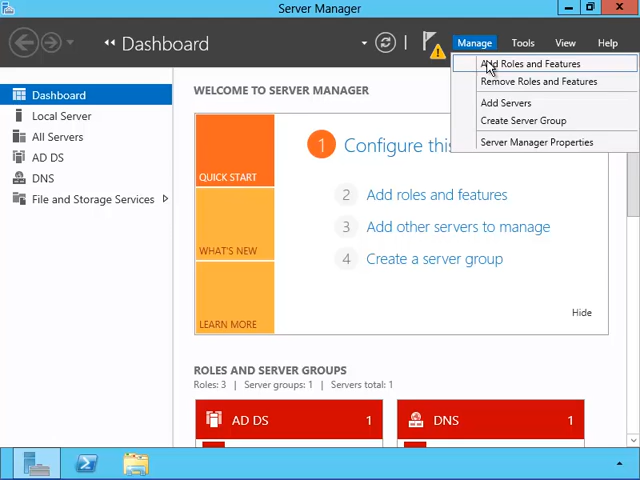 Server Manager
Dashboard
Manage
Tools
View
Help
Add Roles and Features
Remove Roles and Features
Add Servers
Create Server Group
Server Manager Properties
Dashboard
Local Server
All Servers
AD DS
DNS
File and Storage Services
WELCOME TO SERVER MANAGER
QUICK START
WHAT'S NEW
LEARN MORE
1 Configure this
2 Add roles and features
3 Add other servers to manage
4 Create a server group
Hide
ROLES AND SERVER GROUPS
Roles: 3 | Server groups: 1 | Servers total: 1
AD DS 1
DNS 1